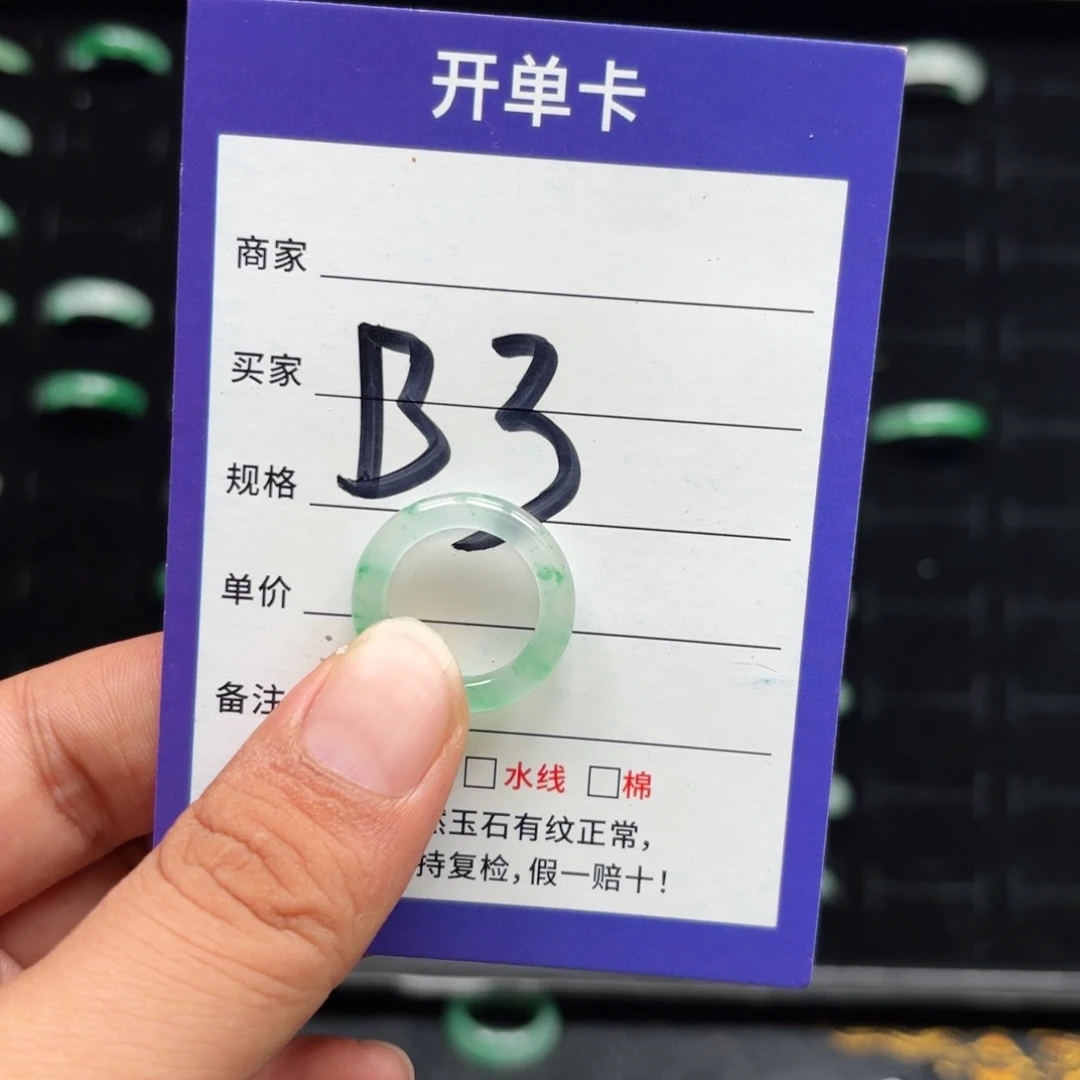 开单卡
商家
买家 B3
规格
单价
备注
□水线 □棉
然玉石有纹正常，
持复检，假一赔十！